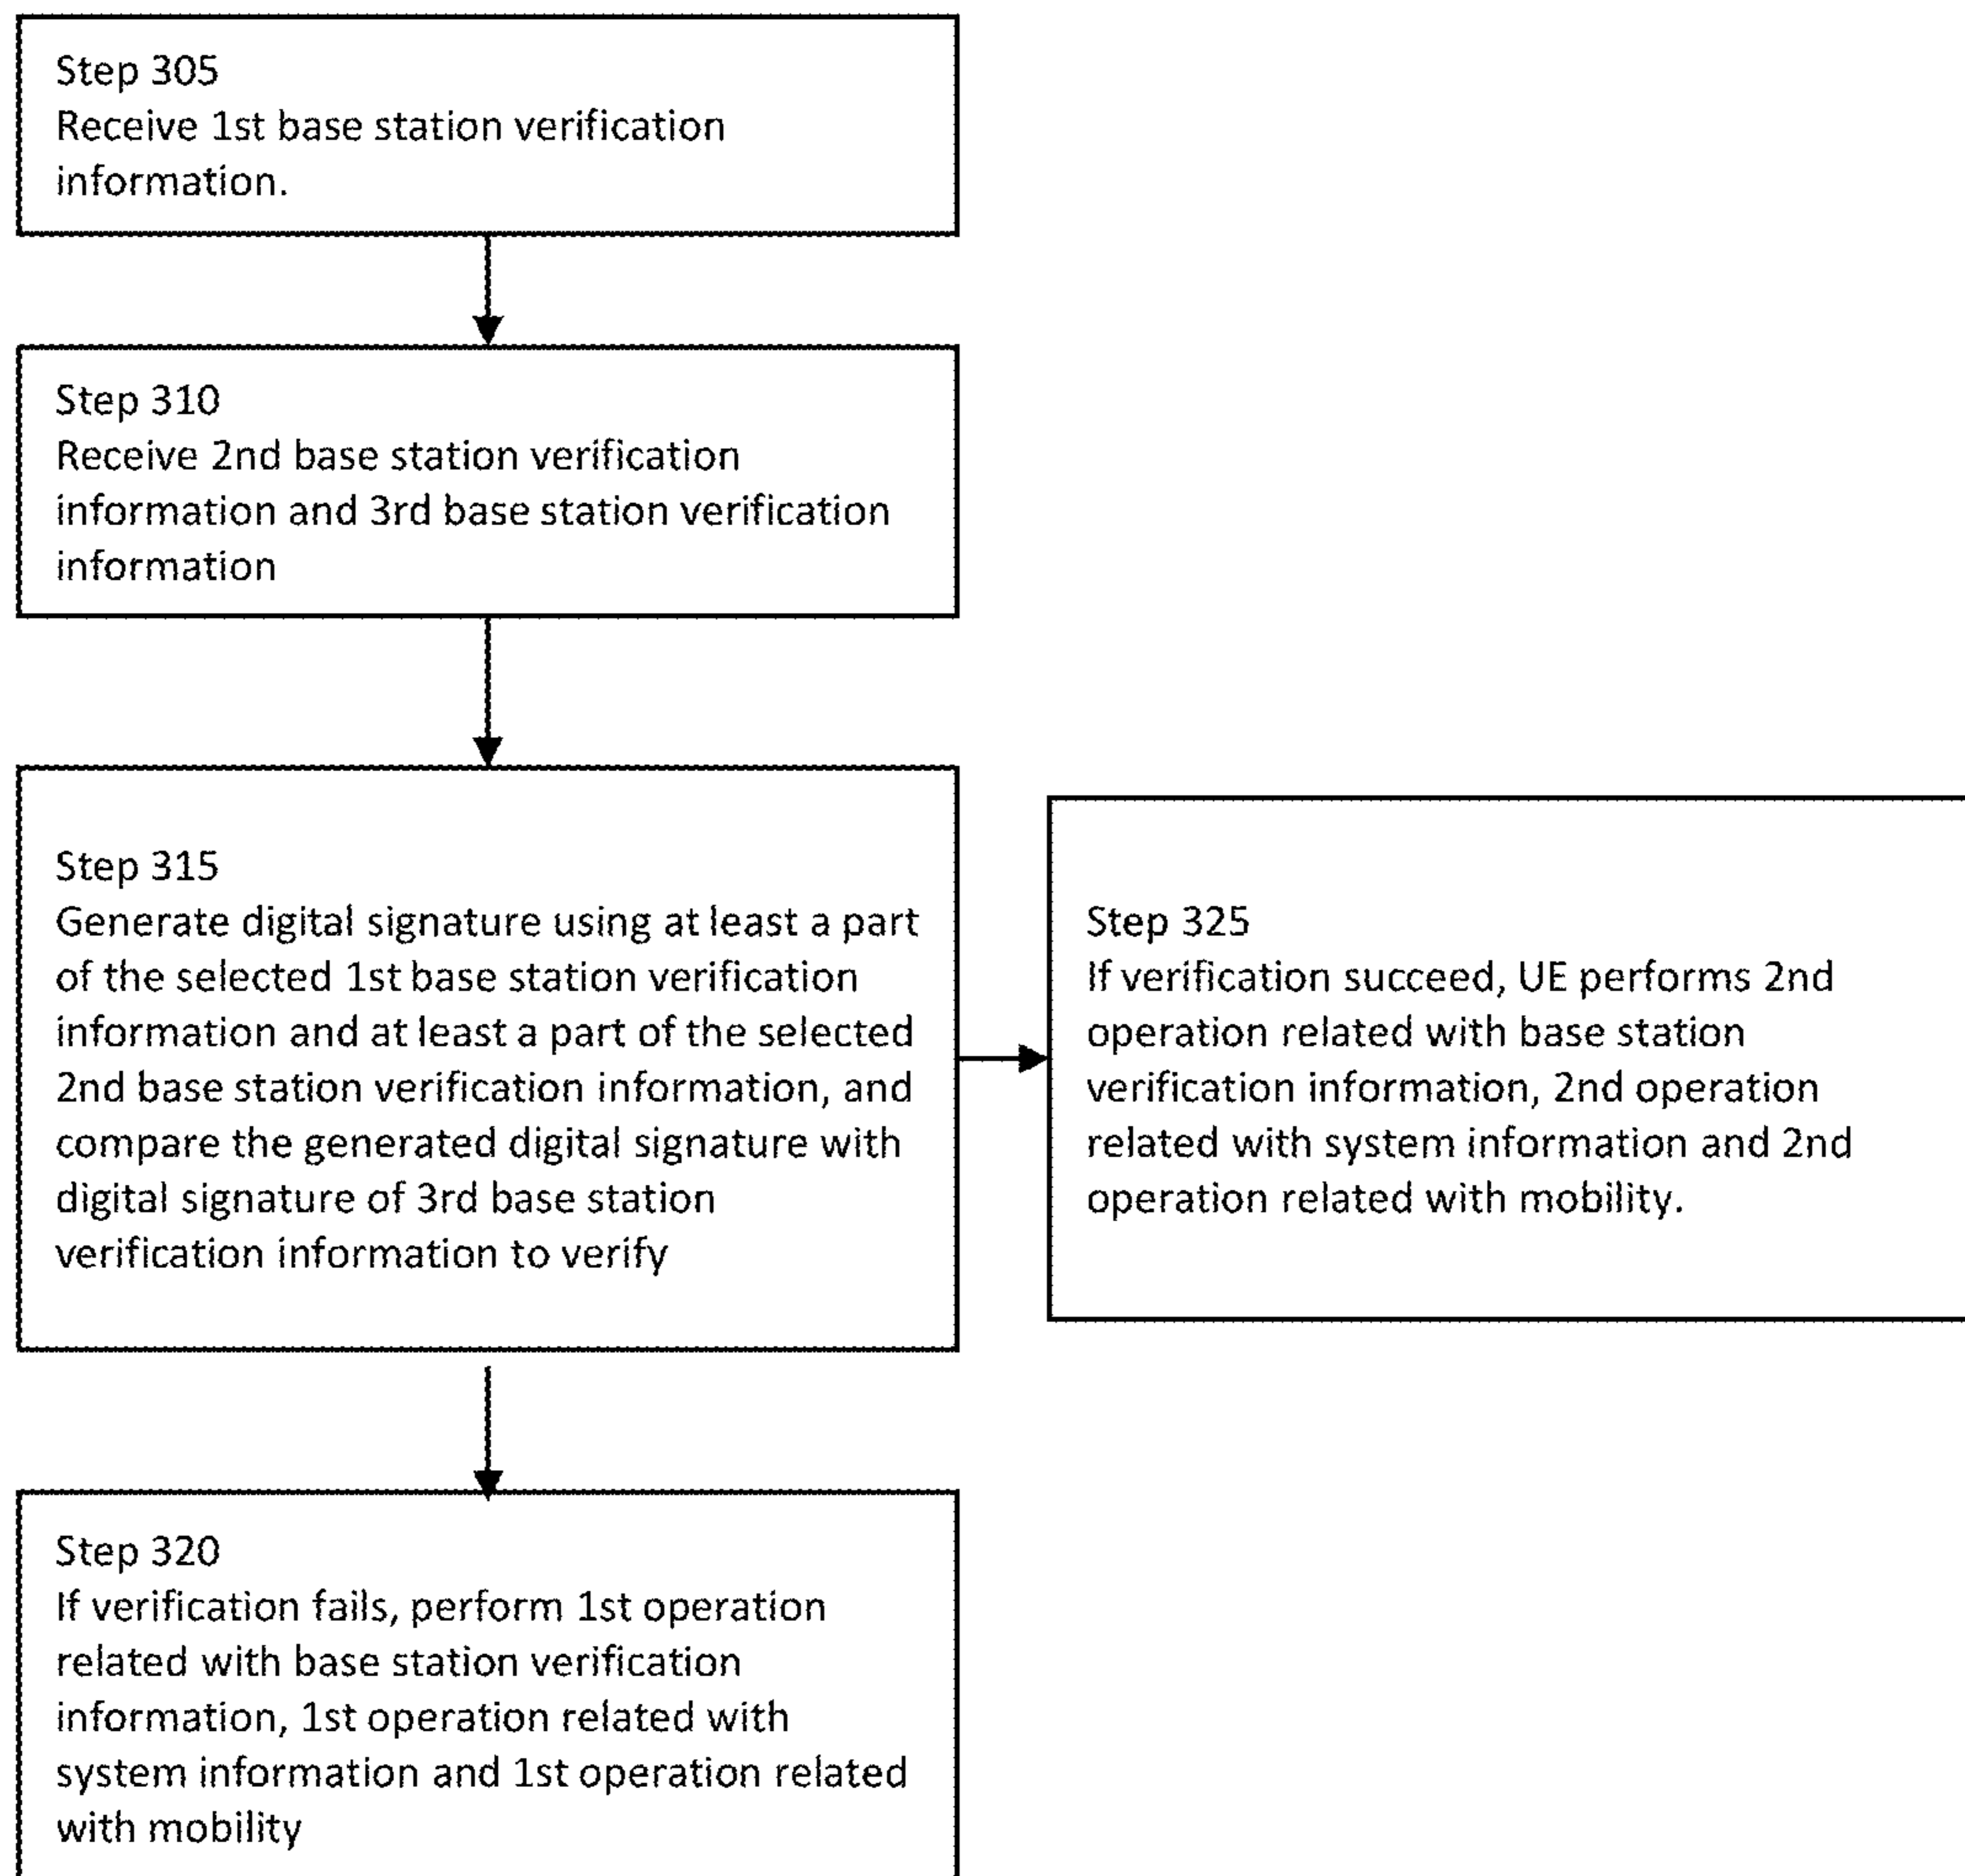 Step 305
Receive 1st base station verification
information.
Step 310
Receive 2nd base station verification
information and 3rd base station verification
information
Step 315
Generate digital signature using at least a part
of the selected 1st base station verification
information and at least a part of the selected
2nd base station verification information, and
compare the generated digital signature with
digital signature of 3rd base station
verification information to verify
Step 325
If verification succeed, UE performs 2nd
operation related with base station
verification information, 2nd operation
related with system information and 2nd
operation related with mobility.
Step 320
If verification fails, perform 1st operation
related with base station verification
information, 1st operation related with
system information and 1st operation related
with mobility